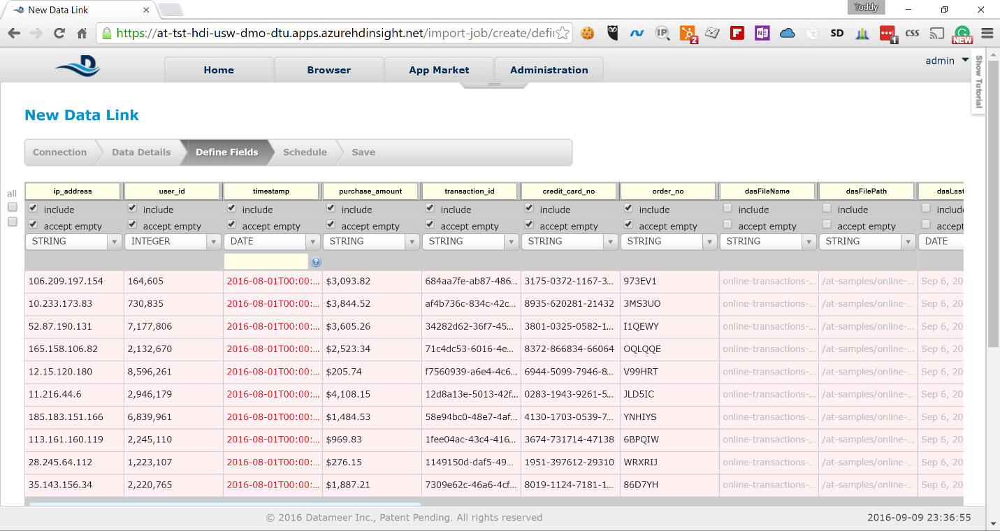 New Data Link
Toddy
https://at-tst-hdi-usw-dmo-dtu.apps.azurehdinsight.net/import-job/create/defi
IP 2 N SD 1 CSS NEW
D Home Browser App Market Administration admin
Show Tutorial
New Data Link
Connection Data Details Define Fields Schedule Save
all ip_address user_id timestamp purchase_amount transaction_id credit_card_no order_no dasFileName dasFilePath dasLast
include include include include include include include include include includ
accept empty accept empty accept empty accept empty accept empty accept empty accept empty accept empty accept empty accept
STRING INTEGER DATE STRING STRING STRING STRING STRING STRING DATE
?
106.209.197.154 164,605 2016-08-01T00:00:... $3,093.82 684aa7fe-ab87-486... 3175-0372-1167-3... 973EV1 online-transactions-... /at-samples/online-... Sep 6, 20
10.233.173.83 730,835 2016-08-01T00:00:... $3,844.52 af4b736c-834c-42c... 8935-620281-21432 3MS3UO online-transactions-... /at-samples/online-... Sep 6, 20
52.87.190.131 7,177,806 2016-08-01T00:00:... $3,605.26 34282d62-36f7-45... 3801-0325-0582-1... I1QEWY online-transactions-... /at-samples/online-... Sep 6, 20
165.158.106.82 2,132,670 2016-08-01T00:00:... $2,523.34 71c4dc53-6016-4e... 8372-866834-66064 OQLQQE online-transactions-... /at-samples/online-... Sep 6, 20
12.15.120.180 8,596,261 2016-08-01T00:00:... $205.74 f7560939-a6e4-4c6... 6944-5099-7946-8... V99HRT online-transactions-... /at-samples/online-... Sep 6, 20
11.216.44.6 2,946,179 2016-08-01T00:00:... $4,108.15 12d8a13e-5013-42f... 0283-1943-9261-5... JLD5IC online-transactions-... /at-samples/online-... Sep 6, 20
185.183.151.166 6,839,961 2016-08-01T00:00:... $1,484.53 58e94bc0-48e7-4af... 4130-1703-0539-7... YNHIYS online-transactions-... /at-samples/online-... Sep 6, 20
113.161.160.119 2,245,110 2016-08-01T00:00:... $969.83 1fee04ac-43c4-416... 3674-731714-47138 6BPQIW online-transactions-... /at-samples/online-... Sep 6, 20
28.245.64.112 1,223,107 2016-08-01T00:00:... $276.15 1149150d-daf5-49... 1951-397612-29310 WRXRIJ online-transactions-... /at-samples/online-... Sep 6, 20
35.143.156.34 2,220,765 2016-08-01T00:00:... $1,887.21 7309e62c-46a6-4cf... 8019-1124-7181-1... 86D7YH online-transactions-... /at-samples/online-... Sep 6, 20
© 2016 Datameer Inc., Patent Pending. All rights reserved 2016-09-09 23:36:55